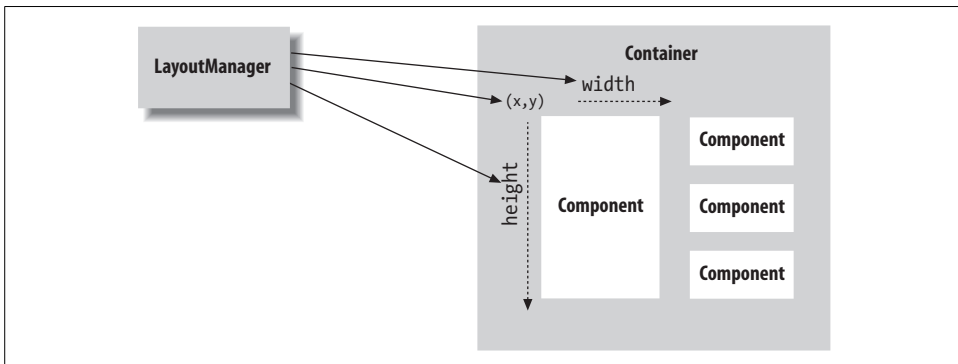 LayoutManager
Container
width
(x,y)
height
Component
Component
Component
Component